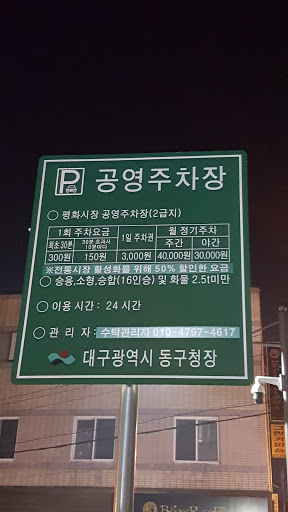 P 공영주차장
○ 평화시장 공영주차장(2급지)
1회 주차요금 1일 주차권 월 정기주차
최초 30분 30분 초과시 10분마다 주간 야간
300원 150원 3,000원 40,000원 30,000원
※전통시장 활성화를 위해 50% 할인한 요금
○ 승용,소형,승합(16인승) 및 화물 2.5t미만
○ 이용시간 : 24시간
○ 관 리 자 : 수탁관리자 010-4797-4617
대구광역시 동구청장